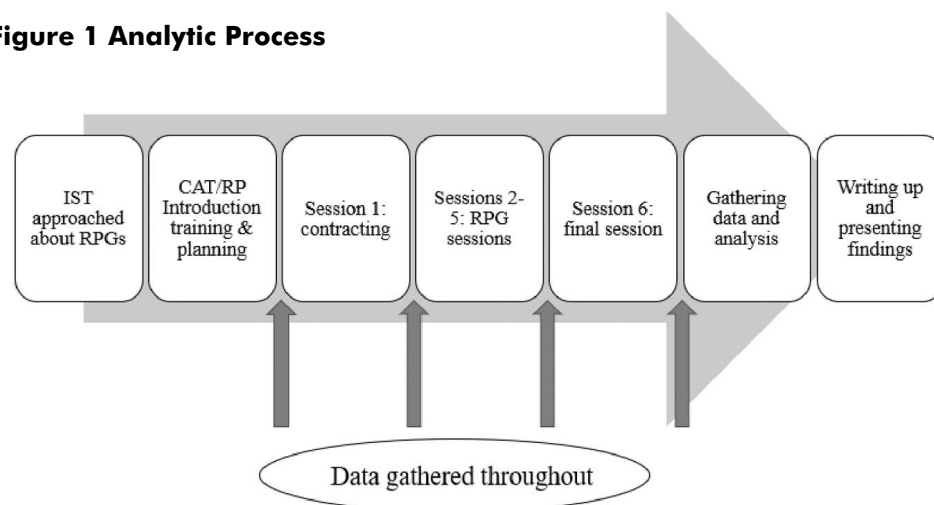 Figure 1 Analytic Process
IST
approached
about RPGs
CAT/RP
Introduction
training &
planning
Session 1:
contracting
Sessions 2-
5: RPG
sessions
Session 6:
final session
Gathering
data and
analysis
Writing up
and
presenting
findings
Data gathered throughout